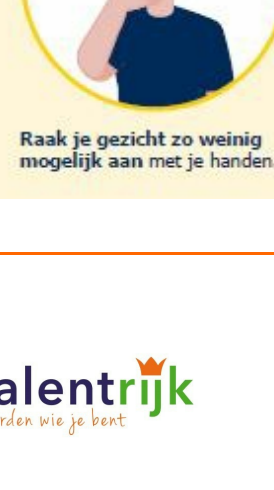 Raak je gezicht zo weinig
mogelijk aan met je handen.
alentrijk
rden wie je bent